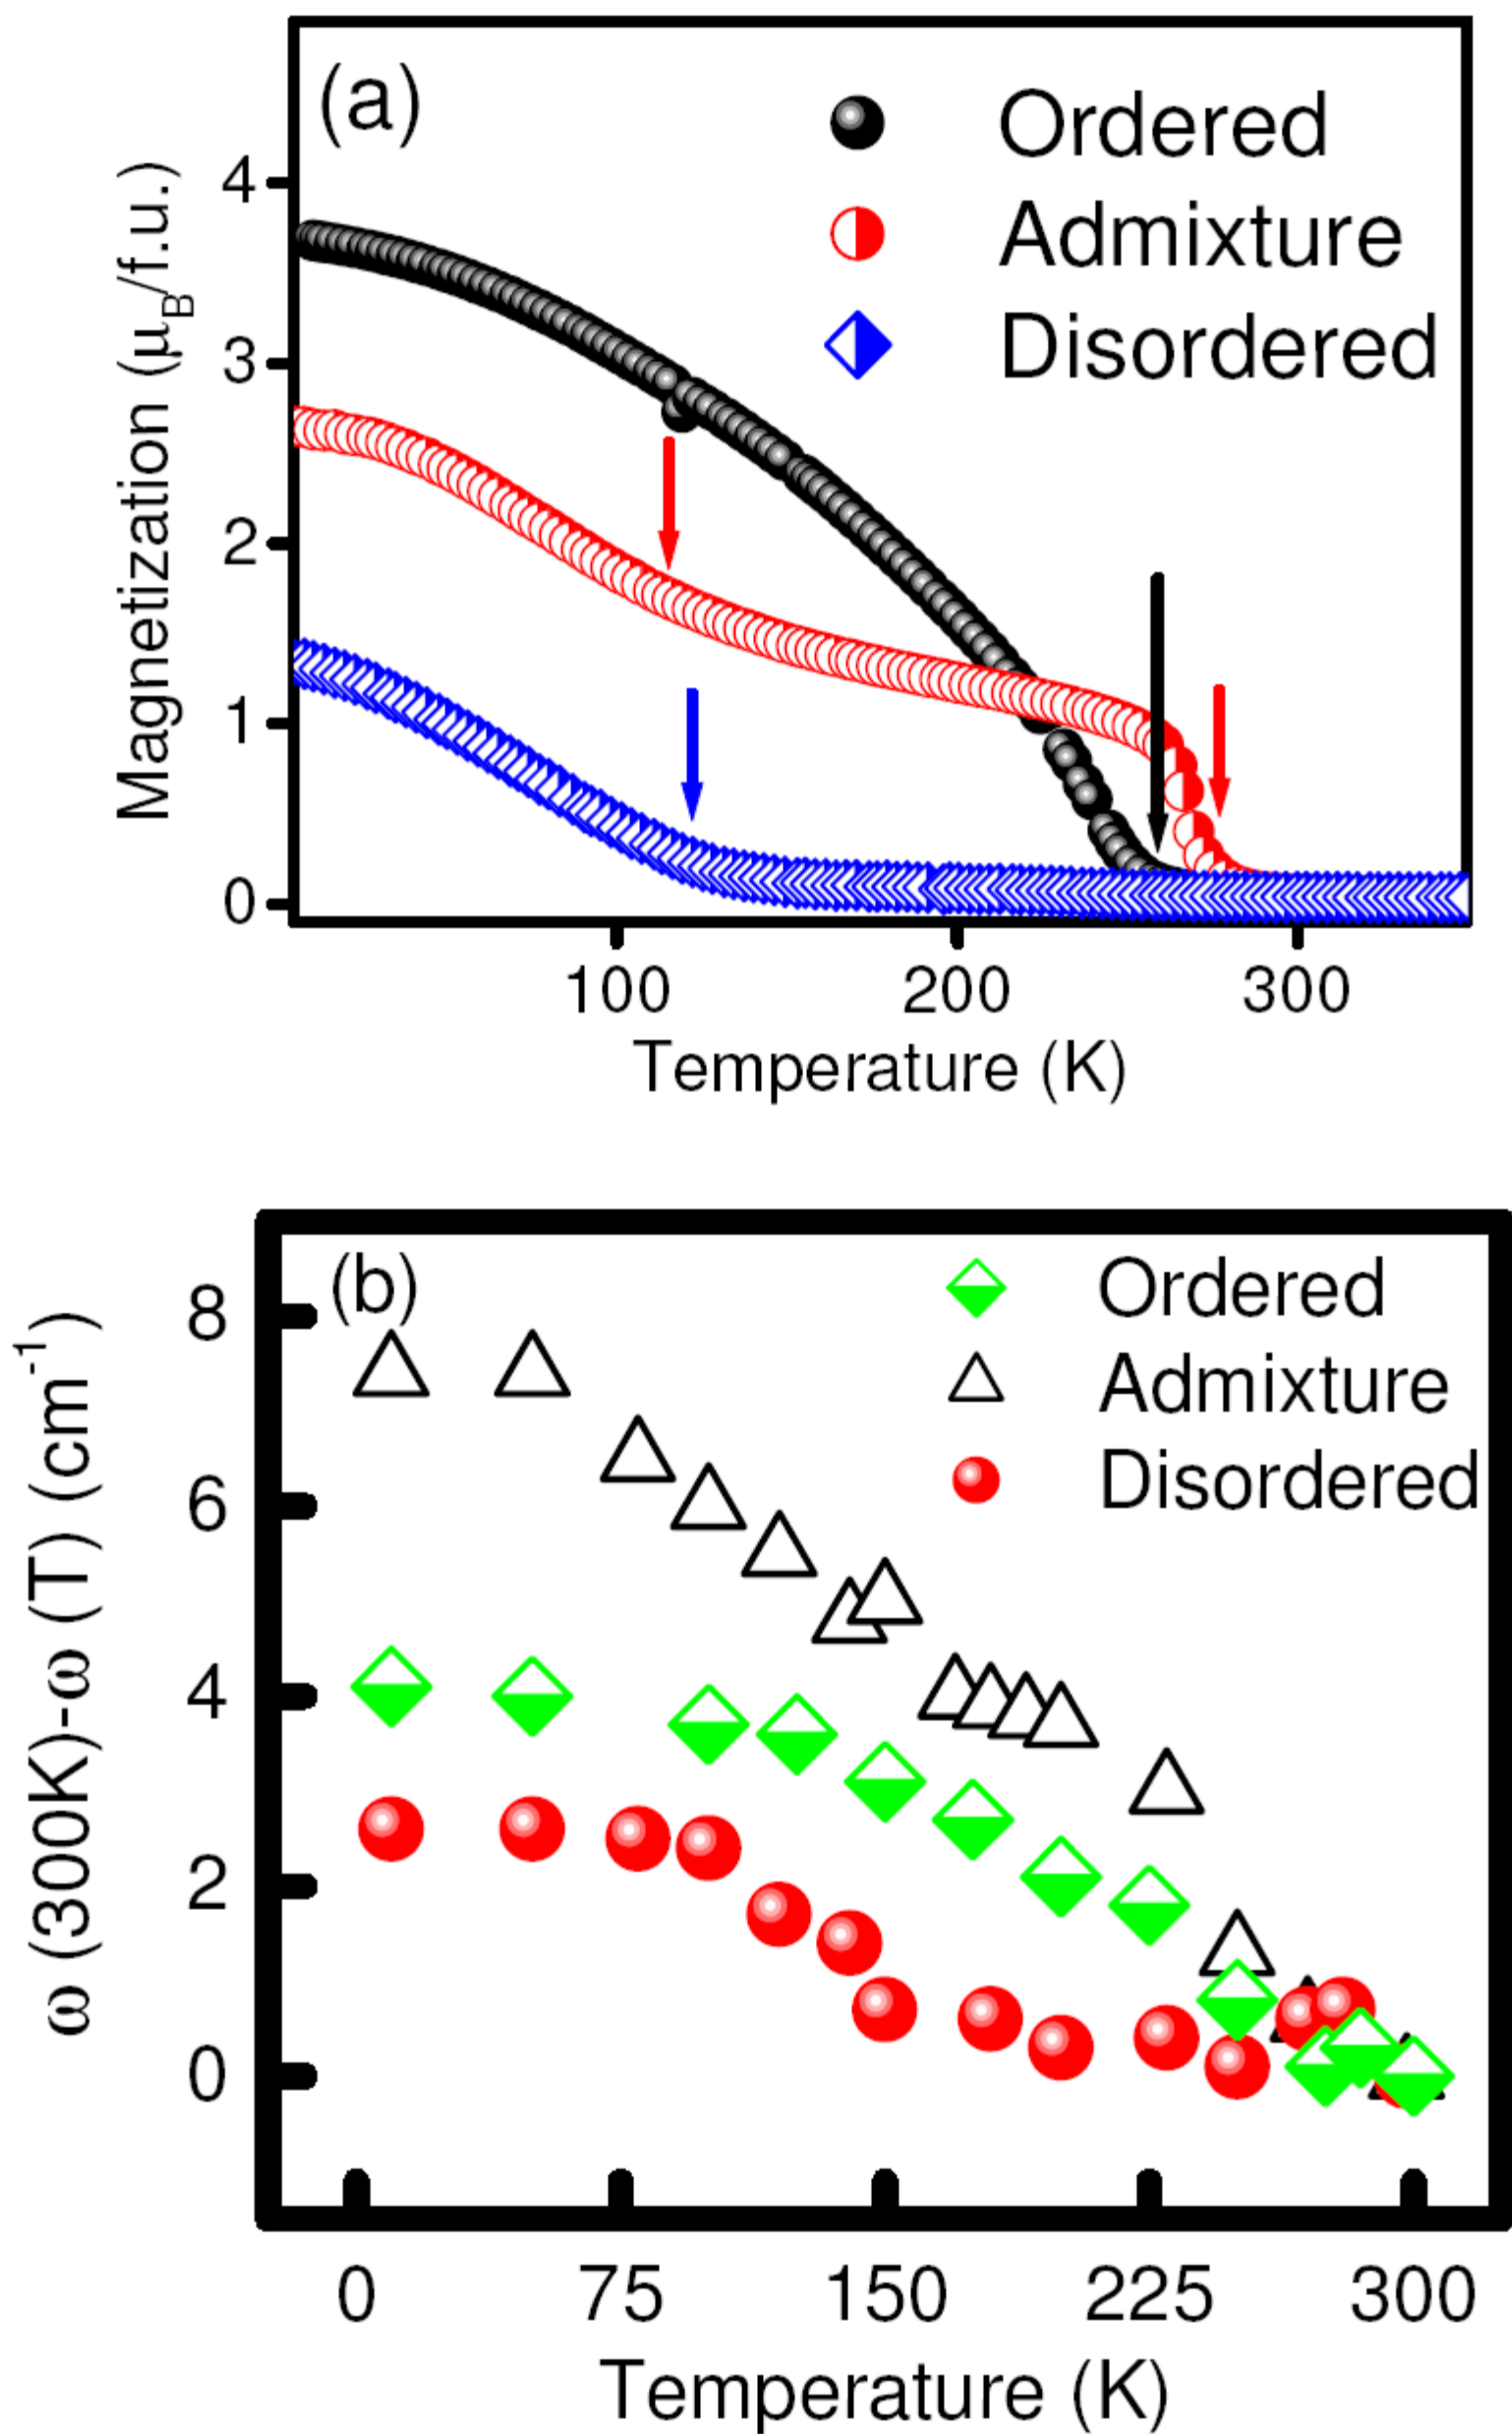 (a)
Ordered
Admixture
Disordered
4
3
2
1
0
Magnetization (μB/f.u.)
100 200 300
Temperature (K)
(b)
Ordered
Admixture
Disordered
8
6
4
2
0
ω (300K)-ω (T) (cm-1)
0 75 150 225 300
Temperature (K)